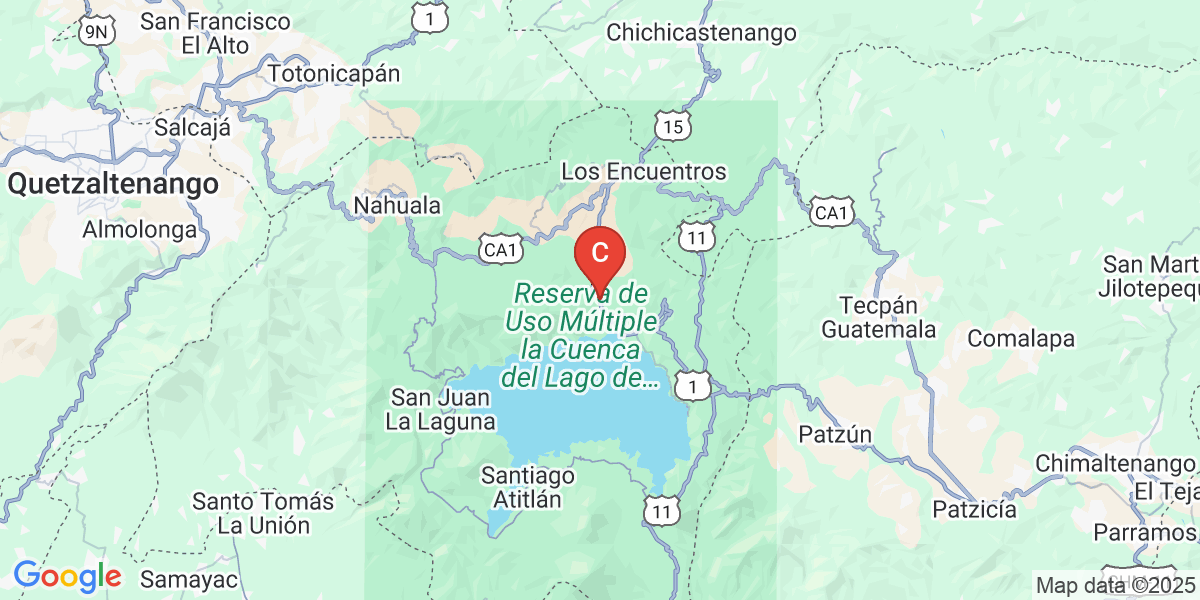 San Francisco
El Alto
9N
1
Chichicastenango
Totonicapán
Salcajá
15
Los Encuentros
Quetzaltenango
Nahuala
CA1
Almolonga
11
CA1
C
San Mart
Jilotepequ
Reserva de
Uso Múltiple
la Cuenca
del Lago de...
Tecpán
Guatemala
Comalapa
1
San Juan
La Laguna
Patzún
Chimaltenango
Santiago
Atitlán
El Teja
Santo Tomás
La Unión
11
Patzicía
Parramos
Google
Samayac
Map data ©2025